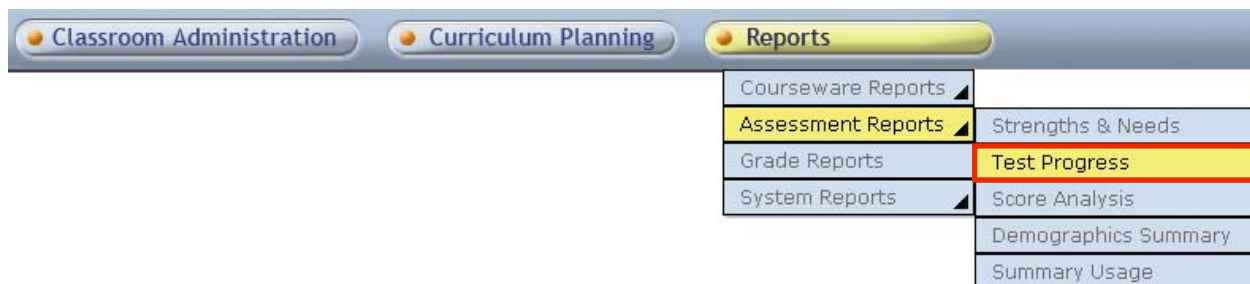 Classroom Administration Curriculum Planning Reports
Courseware Reports
Assessment Reports Strengths & Needs
Grade Reports Test Progress
System Reports Score Analysis
Demographics Summary
Summary Usage